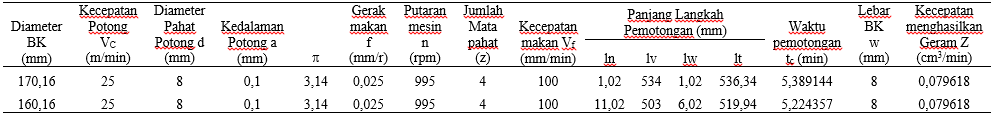 Diameter BK (mm) Kecepatan Potong V_C (m/min) Diameter Pahat Potong d (mm) Kedalaman Potong a (mm) π Gerak makan f (mm/r) Putaran mesin n (rpm) Jumlah Mata pahat (z) Kecepatan makan V_f (mm/min) Panjang Langkah Pemotongan (mm) ln lv lw lt Waktu pemotongan t_c (min) Lebar BK w (mm) Kecepatan menghasilkan Geram Z (cm³/min)
170,16 25 8 0,1 3,14 0,025 995 4 100 1,02 534 1,02 536,34 5,389144 8 0,079618
160,16 25 8 0,1 3,14 0,025 995 4 100 11,02 503 6,02 519,94 5,224357 8 0,079618